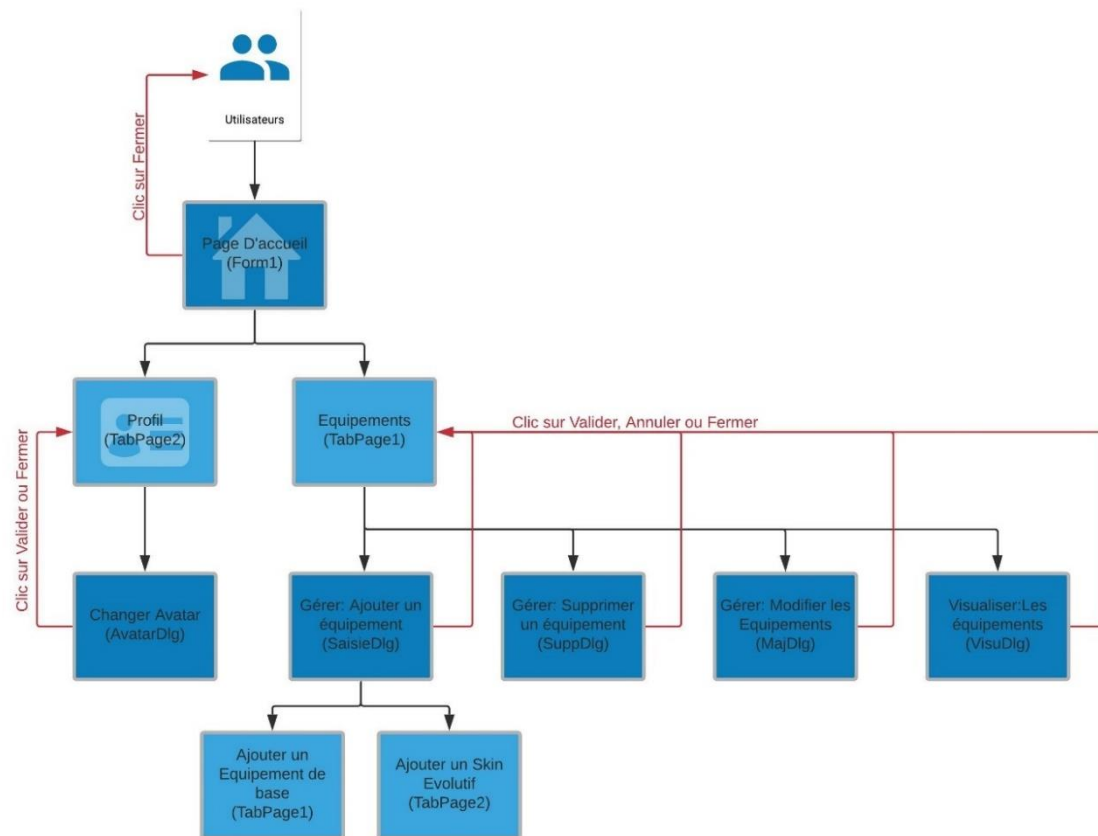 Utilisateurs
Clic sur Fermer
Page D'accueil
(Form1)
Profil
(TabPage2)
Equipements
(TabPage1)
Clic sur Valider, Annuler ou Fermer
Clic sur Valider ou Fermer
Changer Avatar
(AvatarDlg)
Gérer: Ajouter un
équipement
(SaisieDlg)
Gérer: Supprimer
un équipement
(SuppDlg)
Gérer: Modifier les
Equipements
(MajDlg)
Visualiser:Les
équipements
(VisuDlg)
Ajouter un
Equipement de
base
(TabPage1)
Ajouter un Skin
Evolutif
(TabPage2)